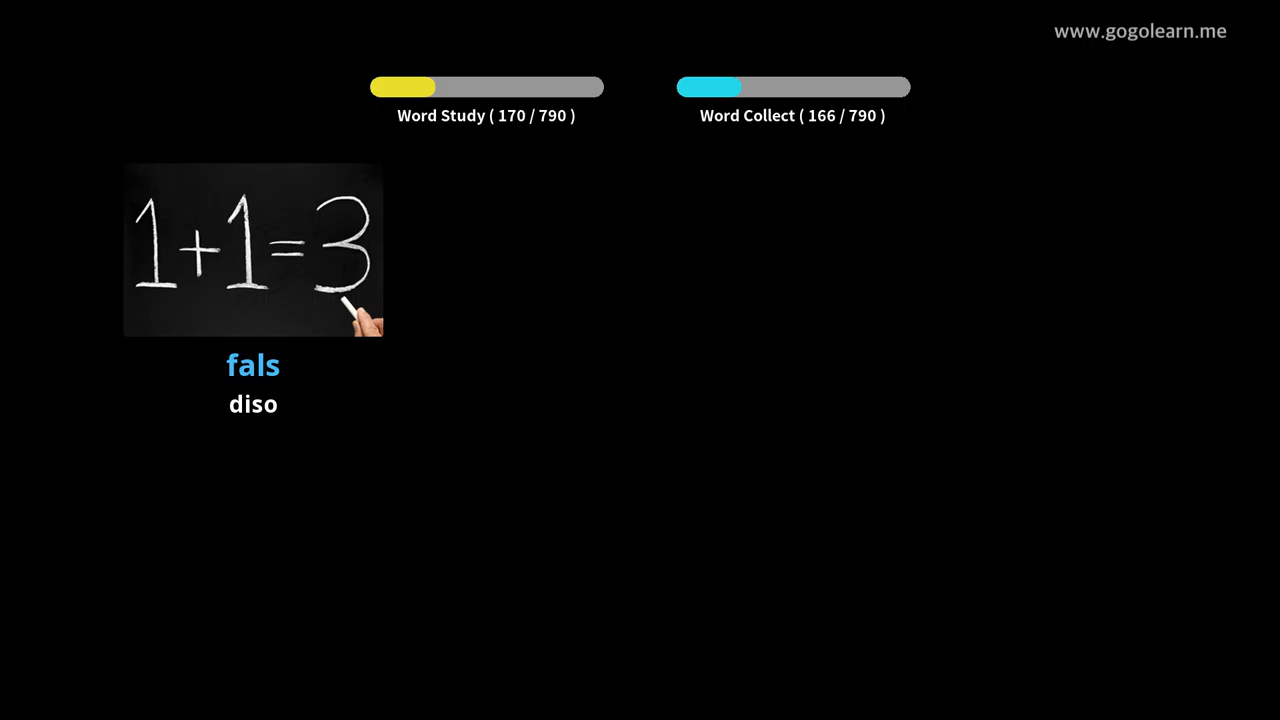 www.gogolearn.me
Word Study ( 170 / 790 )
Word Collect ( 166 / 790 )
1+1=3
fals
diso